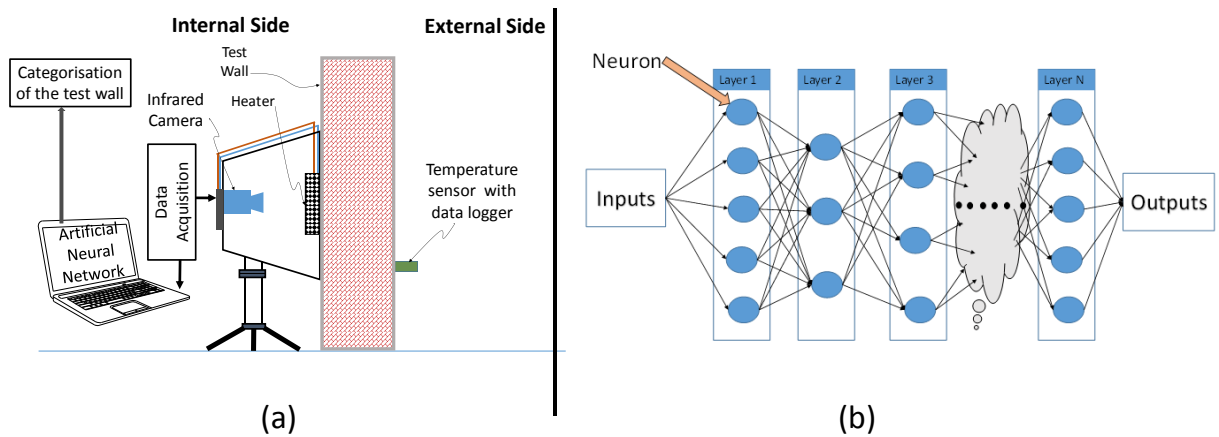 Internal Side
External Side
Test
Wall
Categorisation
of the test wall
Infrared
Camera
Heater
Data
Acquisition
Temperature
sensor with
data logger
Artificial
Neural
Network
(a)
Neuron
Layer 1
Layer 2
Layer 3
Layer N
Inputs
Outputs
(b)